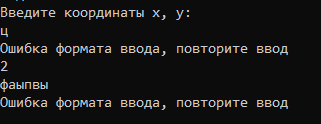 Введите координаты x, y:
ц
Ошибка формата ввода, повторите ввод
2
фаыпвы
Ошибка формата ввода, повторите ввод